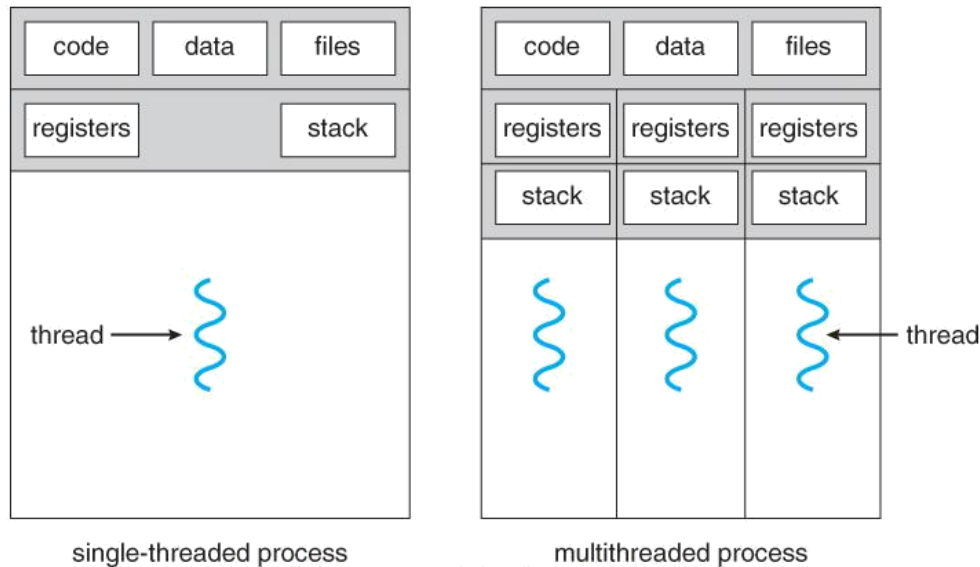 code data files
registers stack
thread
single-threaded process
code data files
registers registers registers
stack stack stack
thread
multithreaded process